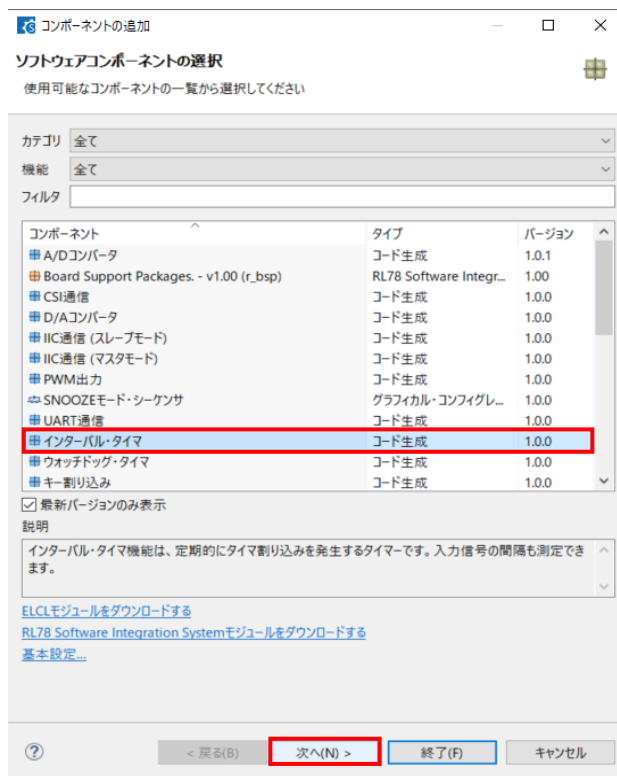 コンポーネントの追加
ソフトウェアコンポーネントの選択
使用可能なコンポーネントの一覧から選択してください
カテゴリ 全て
機能 全て
フィルタ
コンポーネント タイプ バージョン
A/Dコンバータ コード生成 1.0.1
Board Support Packages. - v1.00 (r_bsp) RL78 Software Integr... 1.00
CSI通信 コード生成 1.0.0
D/Aコンバータ コード生成 1.0.0
IIC通信 (スレーブモード) コード生成 1.0.0
IIC通信 (マスタモード) コード生成 1.0.0
PWM出力 コード生成 1.0.0
SNOOZEモード・シーケンサ グラフィカル・コンフィグレ... 1.0.0
UART通信 コード生成 1.0.0
インターバル・タイマ コード生成 1.0.0
ウォッチドッグ・タイマ コード生成 1.0.0
キー割り込み コード生成 1.0.0
最新バージョンのみ表示
説明
インターバル・タイマ機能は、定期的にタイマ割り込みを発生するタイマーです。入力信号の間隔も測定でき
ます。
ELCLモジュールをダウンロードする
RL78 Software Integration Systemモジュールをダウンロードする
基本設定...
< 戻る(B) 次へ(N) > 終了(F) キャンセル